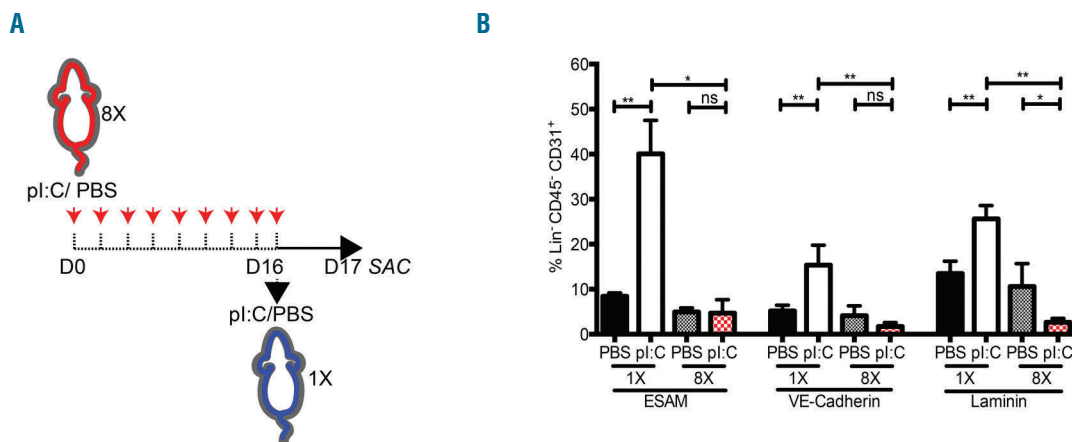 A
8X
pI:C/ PBS
D0
D16
D17 SAC
pI:C/PBS
1X
B
% Lin- CD45- CD31+
60
50
40
30
20
10
0
* ** **
** ns ** ns ** *
PBS pI:C PBS pI:C PBS pI:C PBS pI:C PBS pI:C PBS pI:C
1X 8X 1X 8X 1X 8X
ESAM VE-Cadherin Laminin